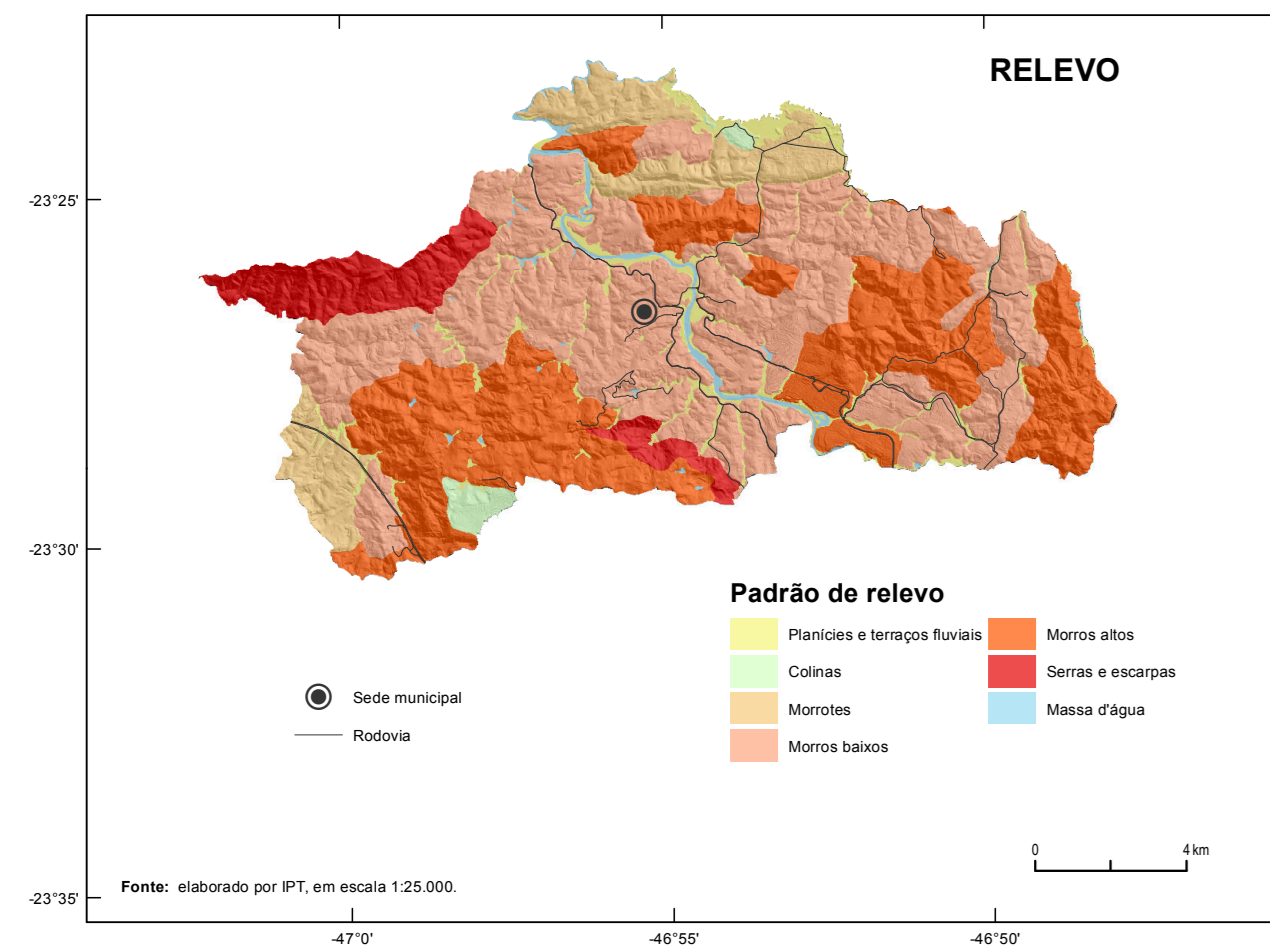 RELEVO
-23°25'
-23°30'
-23°35'
Padrão de relevo
Planícies e terraços fluviais
Colinas
Morrotes
Morros baixos
Morros altos
Serras e escarpas
Massa d'água
Sede municipal
Rodovia
0 4 km
Fonte: elaborado por IPT, em escala 1:25.000.
-47°0' -46°55' -46°50'